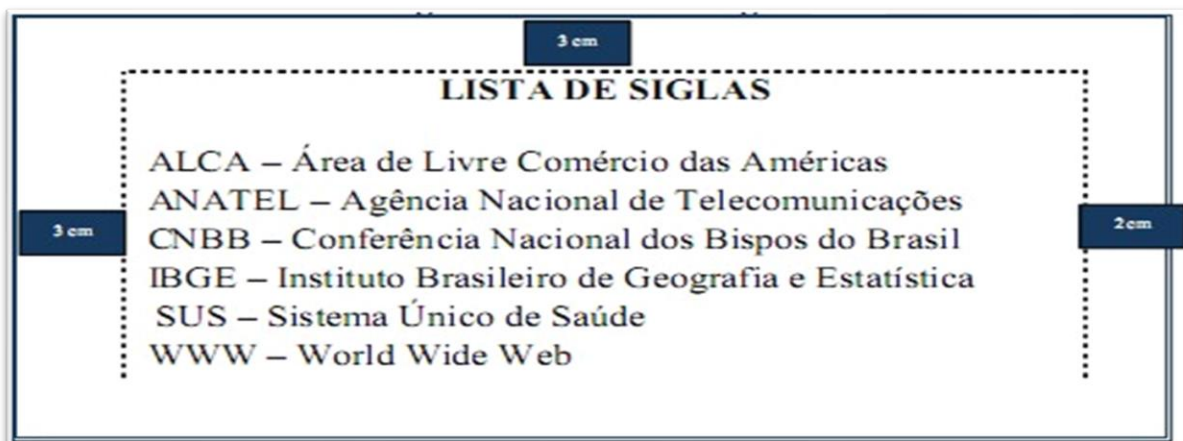 3 cm
LISTA DE SIGLAS
ALCA – Área de Livre Comércio das Américas
ANATEL – Agência Nacional de Telecomunicações
3 cm
2cm
CNBB – Conferência Nacional dos Bispos do Brasil
IBGE – Instituto Brasileiro de Geografia e Estatística
SUS – Sistema Único de Saúde
WWW – World Wide Web